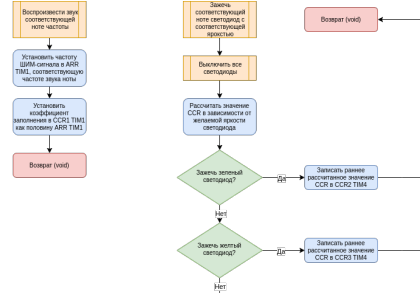 Воспроизвести звук
соответствующей
ноте частоты
Установить частоту
ШИМ-сигнала в ARR
TIM1, соответствующую
частоте звука ноты
Установить
коэффициент
заполнения в CCR1 TIM1
как половину ARR TIM1
Возврат (void)
Зажечь
соответствующий
ноте светодиод с
соответствующей
яркостью
Выключить все
светодиоды
Рассчитать значение
CCR в зависимости от
желаемой яркости
светодиода
Зажечь зеленый
светодиод?
Да
Записать раннее
рассчитанное значение
CCR в CCR2 TIM4
Нет
Зажечь желтый
светодиод?
Да
Записать раннее
рассчитанное значение
CCR в CCR3 TIM4
Нет
Возврат (void)